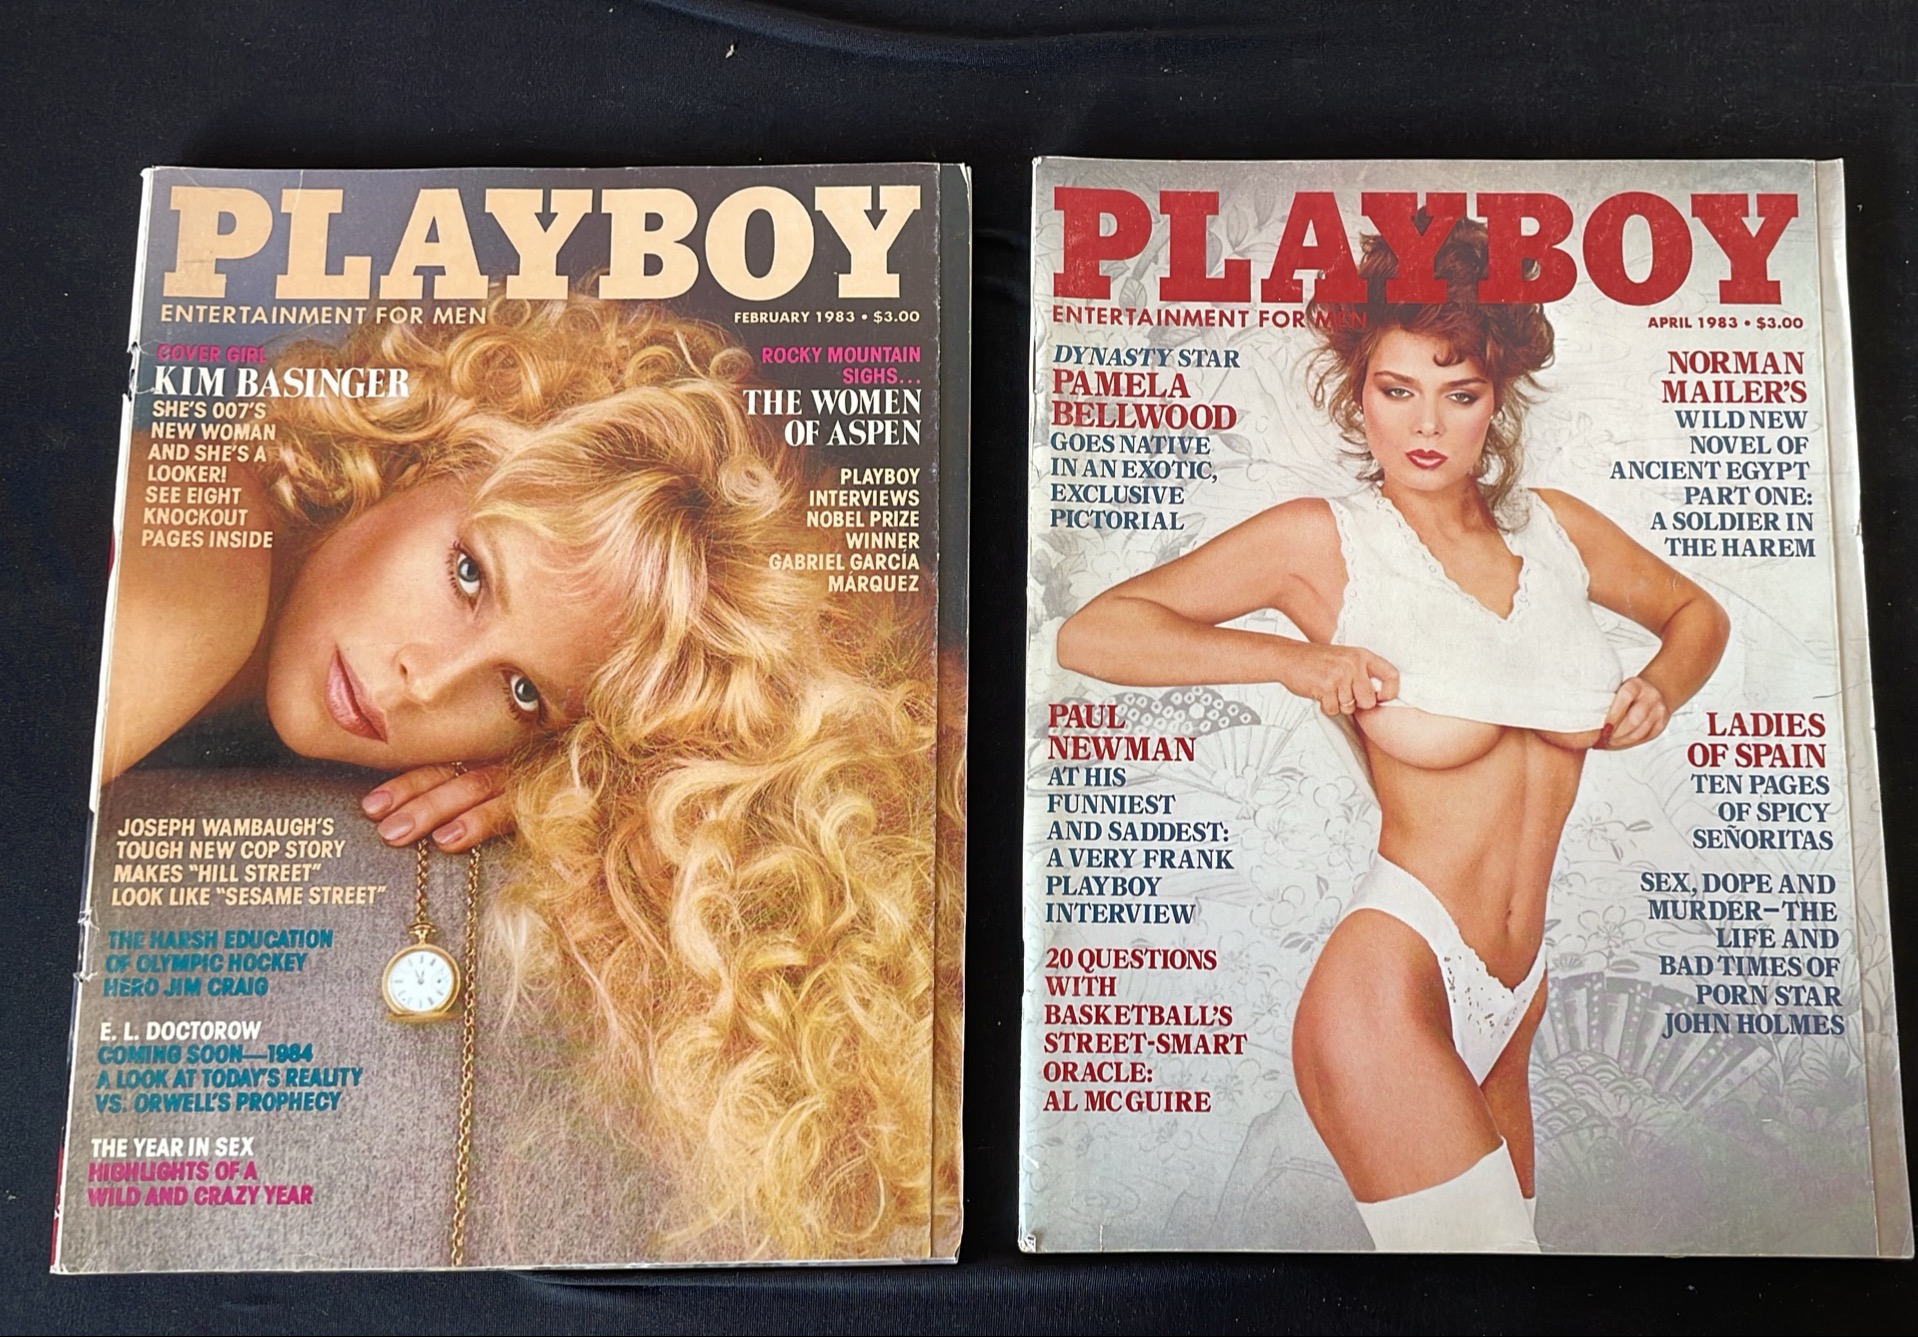 PLAYBOY
ENTERTAINMENT FOR MEN
FEBRUARY 1983 • $3.00
COVER GIRL
KIM BASINGER
SHE'S 007'S
NEW WOMAN
AND SHE'S A
LOOKER!
SEE EIGHT
KNOCKOUT
PAGES INSIDE
ROCKY MOUNTAIN
SIGHS...
THE WOMEN
OF ASPEN
PLAYBOY
INTERVIEWS
NOBEL PRIZE
WINNER
GABRIEL GARCÍA
MÁRQUEZ
JOSEPH WAMBAUGH'S
TOUGH NEW COP STORY
MAKES "HILL STREET"
LOOK LIKE "SESAME STREET"
THE HARSH EDUCATION
OF OLYMPIC HOCKEY
HERO JIM CRAIG
E. L. DOCTOROW
COMING SOON—1984
A LOOK AT TODAY'S REALITY
VS. ORWELL'S PROPHECY
THE YEAR IN SEX
HIGHLIGHTS OF A
WILD AND CRAZY YEAR
PLAYBOY
ENTERTAINMENT FOR MEN
APRIL 1983 • $3.00
DYNASTY STAR
PAMELA
BELLWOOD
GOES NATIVE
IN AN EXOTIC,
EXCLUSIVE
PICTORIAL
NORMAN
MAILER'S
WILD NEW
NOVEL OF
ANCIENT EGYPT
PART ONE:
A SOLDIER IN
THE HAREM
PAUL
NEWMAN
AT HIS
FUNNIEST
AND SADDEST:
A VERY FRANK
PLAYBOY
INTERVIEW
20 QUESTIONS
WITH
BASKETBALL'S
STREET-SMART
ORACLE:
AL MC GUIRE
LADIES
OF SPAIN
TEN PAGES
OF SPICY
SEÑORITAS
SEX, DOPE AND
MURDER—THE
LIFE AND
BAD TIMES OF
PORN STAR
JOHN HOLMES